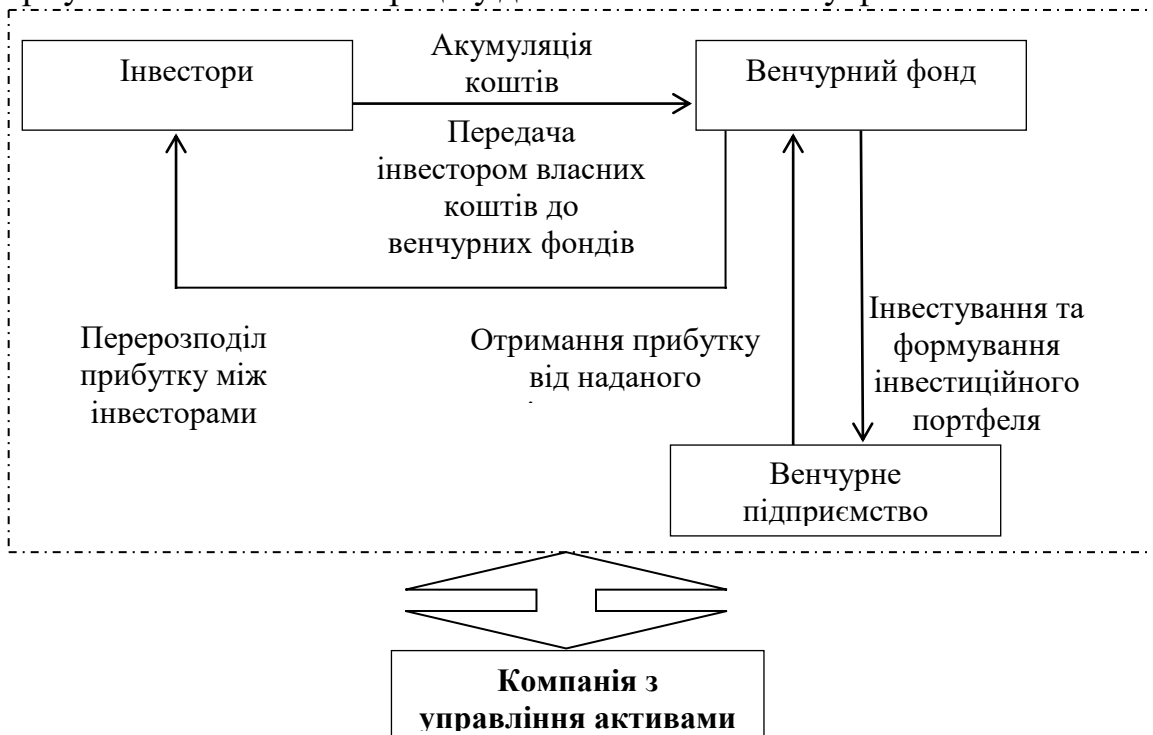 Інвестори
Акумуляція
коштів
Венчурний фонд
Передача
інвестором власних
коштів до
венчурних фондів
Перерозподіл
прибутку між
інвесторами
Отримання прибутку
від наданого
Інвестування та
формування
інвестиційного
портфеля
Венчурне
підприємство
Компанія з
управління активами